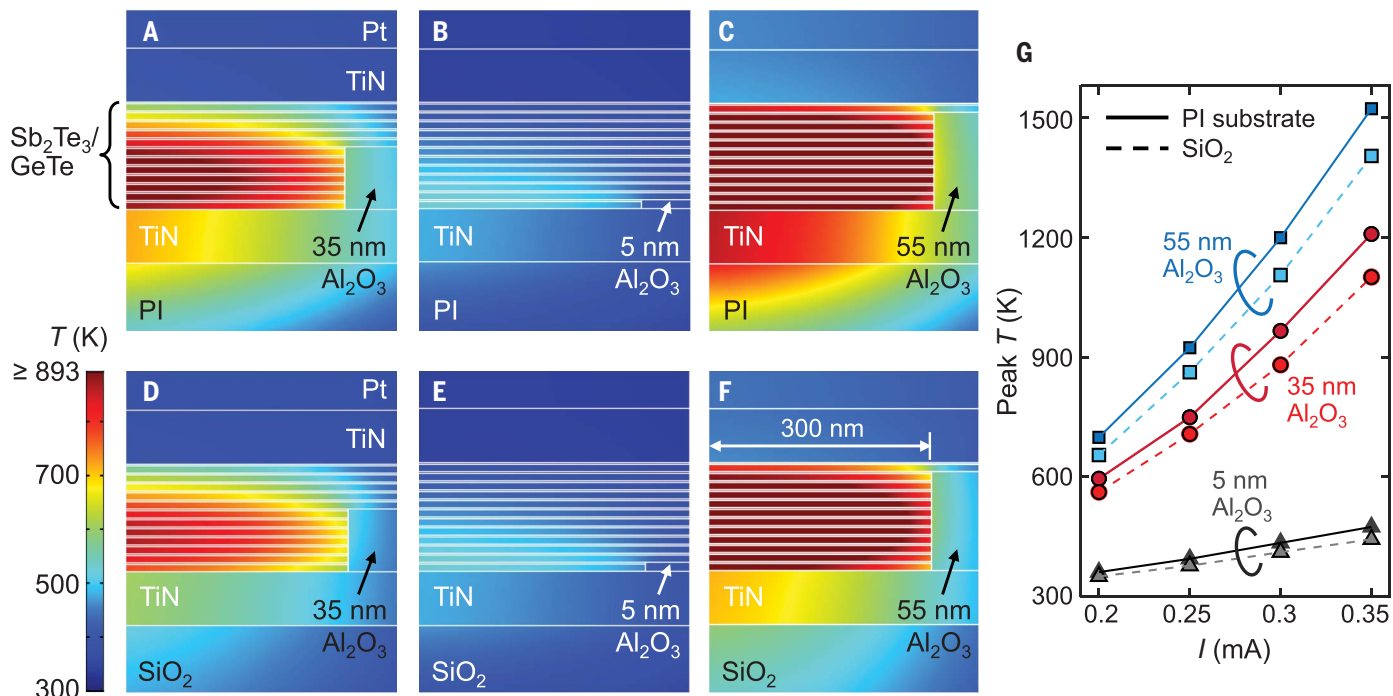 A
Pt
TiN
Sb₂Te₃/
GeTe
TiN
35 nm
Al₂O₃
PI
B
TiN
5 nm
Al₂O₃
PI
C
TiN
55 nm
Al₂O₃
PI
T (K)
≥ 893
700
500
300
D
Pt
TiN
TiN
35 nm
Al₂O₃
SiO₂
E
TiN
5 nm
Al₂O₃
SiO₂
F
300 nm
TiN
55 nm
Al₂O₃
SiO₂
G
Peak T (K)
1500
1200
900
600
300
PI substrate
SiO₂
55 nm
Al₂O₃
35 nm
Al₂O₃
5 nm
Al₂O₃
0.2 0.25 0.3 0.35
I (mA)